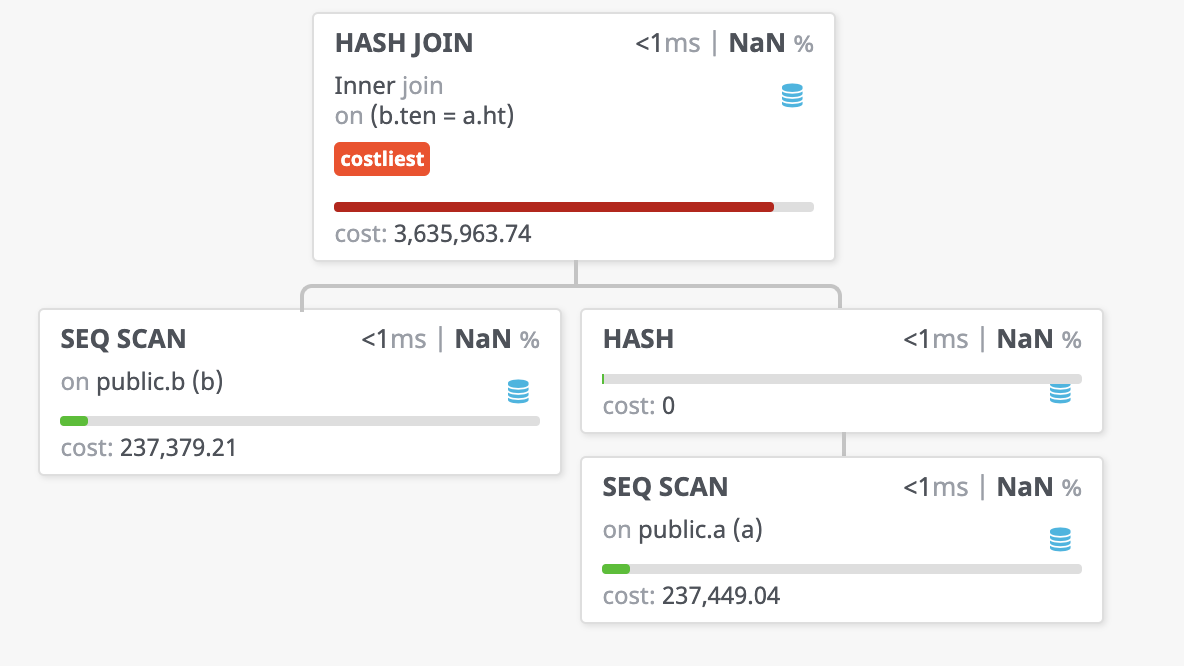 HASH JOIN <1ms | NaN %
Inner join
on (b.ten = a.ht)
costliest
cost: 3,635,963.74
SEQ SCAN <1ms | NaN %
on public.b (b)
cost: 237,379.21
HASH <1ms | NaN %
cost: 0
SEQ SCAN <1ms | NaN %
on public.a (a)
cost: 237,449.04